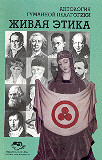 АНТОЛОГИЯ
ГУМАННОЙ ПЕДАГОГИКИ
ЖИВАЯ ЭТИКА